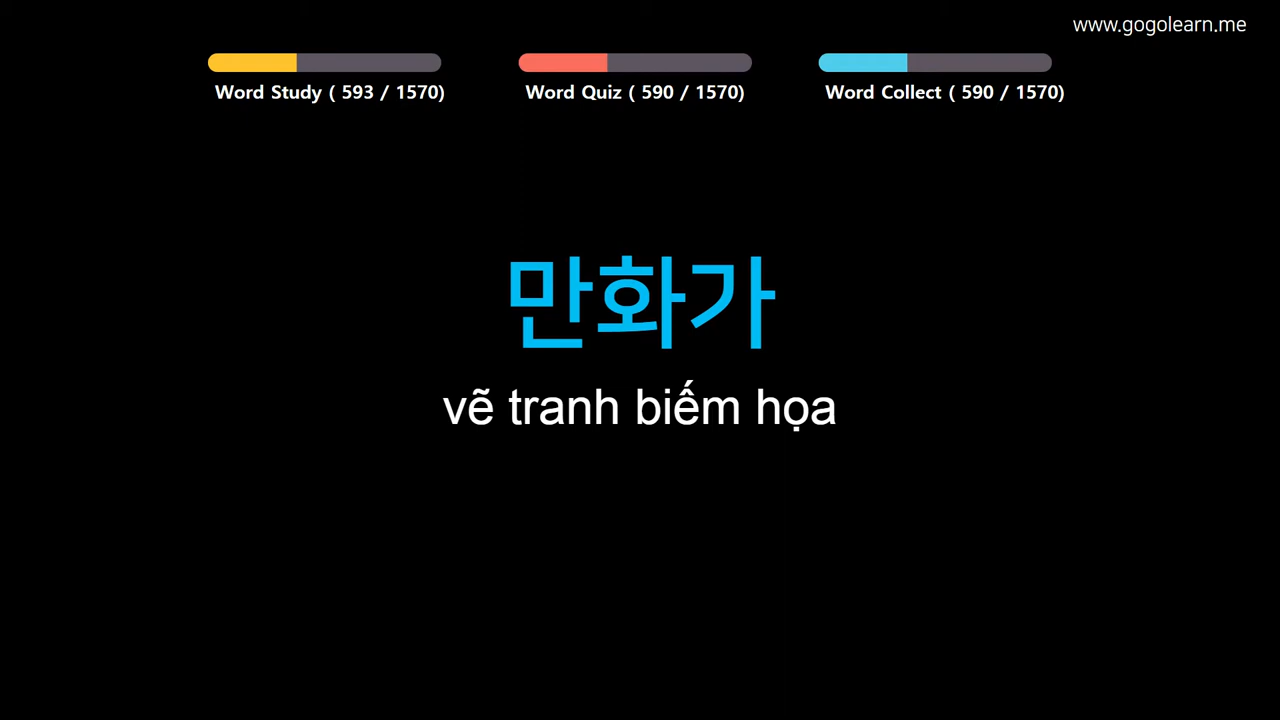 www.gogolearn.me
Word Study ( 593 / 1570)
Word Quiz ( 590 / 1570)
Word Collect ( 590 / 1570)
만화가
vẽ tranh biếm họa